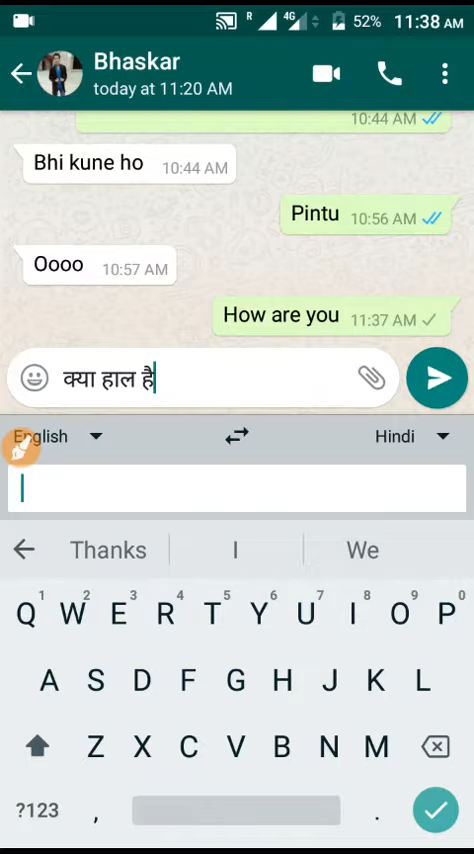 R 4G 52% 11:38 AM
Bhaskar
today at 11:20 AM
10:44 AM
Bhi kune ho 10:44 AM
Pintu 10:56 AM
Oooo 10:57 AM
How are you 11:37 AM
क्या हाल है
English Hindi
Thanks I We
1 2 3 4 5 6 7 8 9 0
Q W E R T Y U I O P
A S D F G H J K L
Z X C V B N M
?123 , .